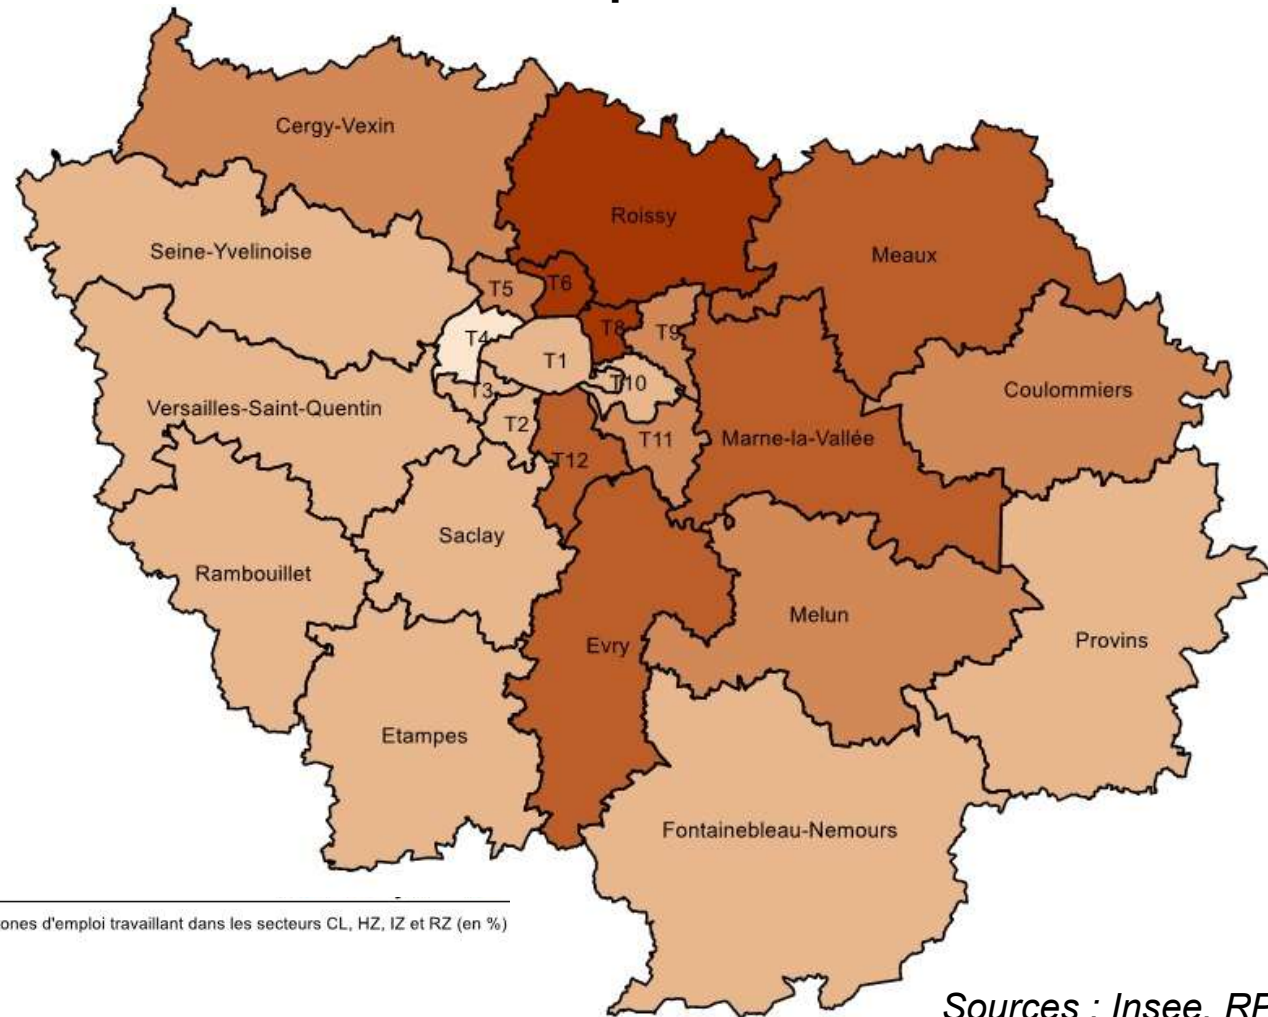 Cergy-Vexin
Roissy
Seine-Yvelinoise
Meaux
T5
T6
T4
T8
T9
T1
T3
T10
Coulommiers
Versailles-Saint-Quentin
T2
T11
Marne-la-Vallée
T12
Saclay
Rambouillet
Melun
Evry
Provins
Etampes
Fontainebleau-Nemours
ones d'emploi travaillant dans les secteurs CL, HZ, IZ et RZ (en %)
Sources : Insee, RP